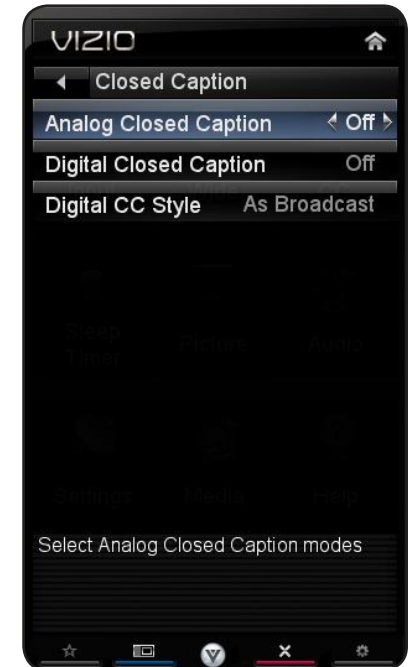 VIZIO
Closed Caption
Analog Closed Caption Off
Digital Closed Caption Off
Digital CC Style As Broadcast
Sleep
Timer
Picture
Audio
Settings
Media
Help
Select Analog Closed Caption modes
V